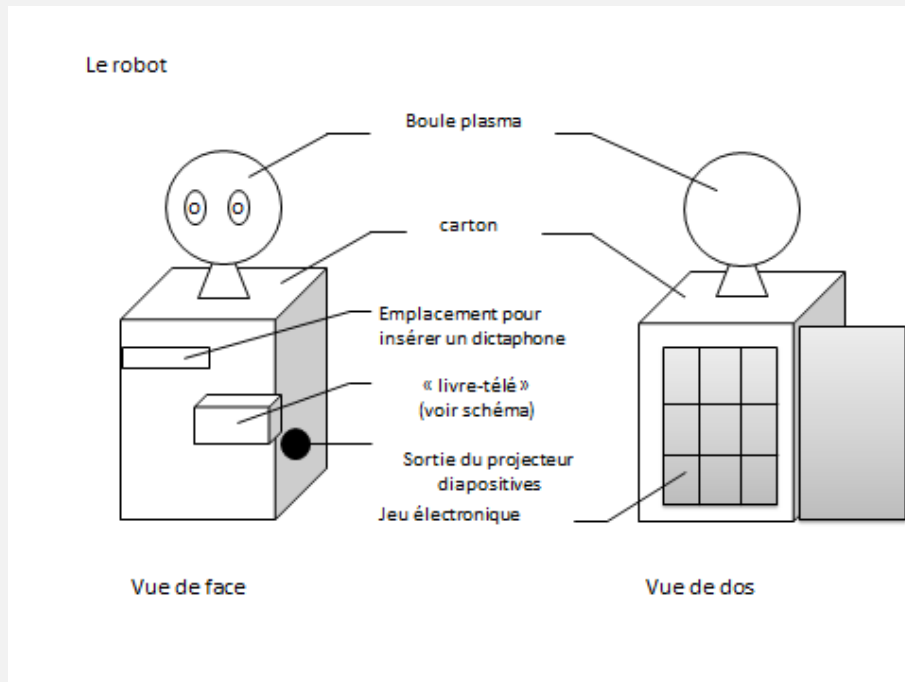 Le robot
Boule plasma
carton
Emplacement pour
insérer un dictaphone
« livre-télé »
(voir schéma)
Sortie du projecteur
diapositives
Jeu électronique
Vue de face
Vue de dos